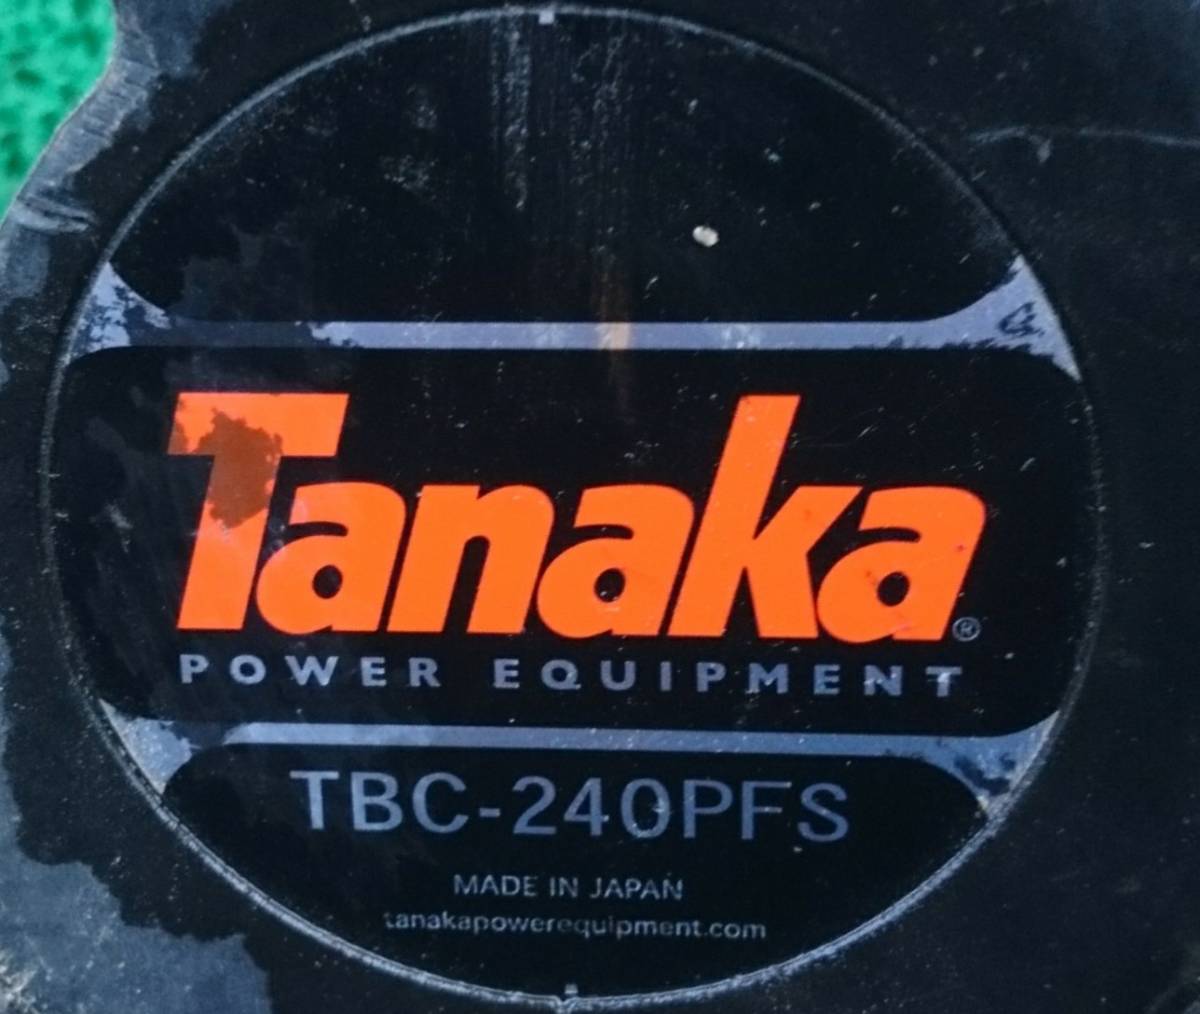 Tanaka®
POWER EQUIPMENT
TBC-240PFS
MADE IN JAPAN
tanakapowerequipment.com